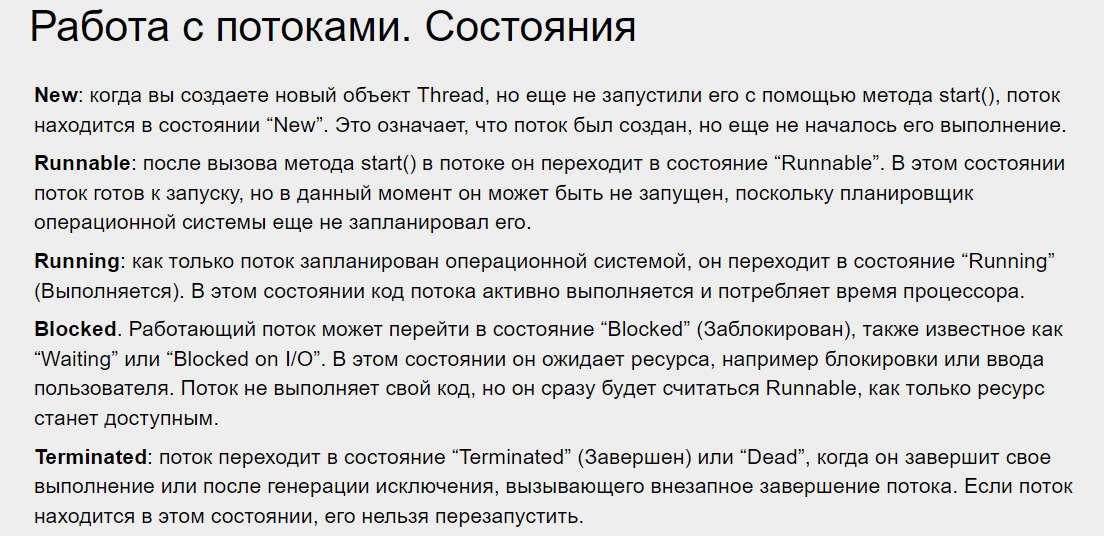 Работа с потоками. Состояния
New: когда вы создаете новый объект Thread, но еще не запустили его с помощью метода start(), поток
находится в состоянии “New”. Это означает, что поток был создан, но еще не началось его выполнение.
Runnable: после вызова метода start() в потоке он переходит в состояние “Runnable”. В этом состоянии
поток готов к запуску, но в данный момент он может быть не запущен, поскольку планировщик
операционной системы еще не запланировал его.
Running: как только поток запланирован операционной системой, он переходит в состояние “Running”
(Выполняется). В этом состоянии код потока активно выполняется и потребляет время процессора.
Blocked. Работающий поток может перейти в состояние “Blocked” (Заблокирован), также известное как
“Waiting” или “Blocked on I/O”. В этом состоянии он ожидает ресурса, например блокировки или ввода
пользователя. Поток не выполняет свой код, но он сразу будет считаться Runnable, как только ресурс
станет доступным.
Terminated: поток переходит в состояние “Terminated” (Завершен) или “Dead”, когда он завершит свое
выполнение или после генерации исключения, вызывающего внезапное завершение потока. Если поток
находится в этом состоянии, его нельзя перезапустить.